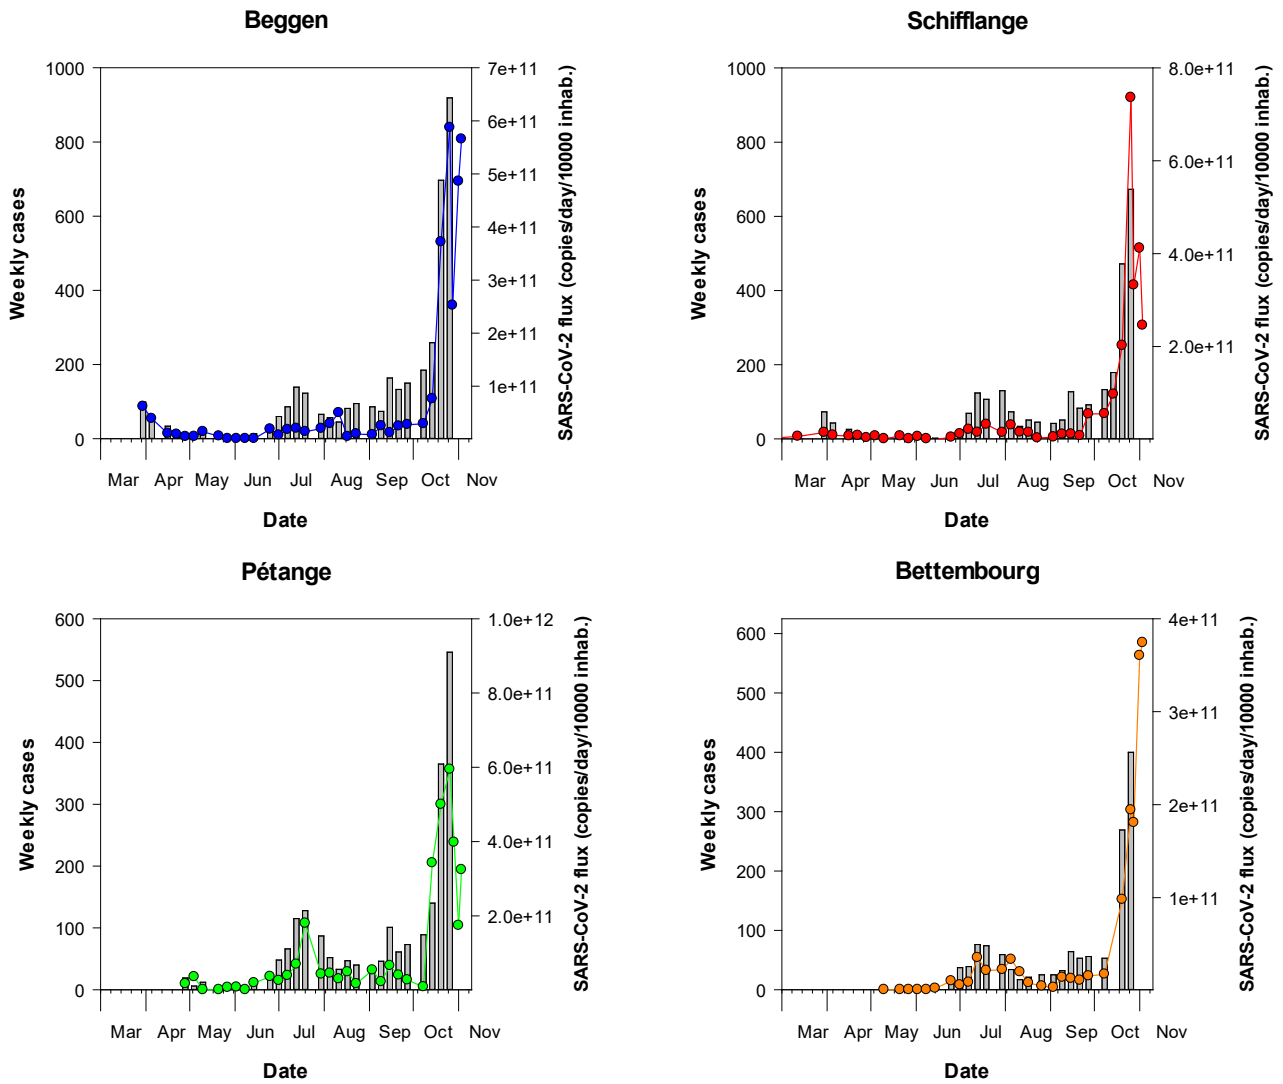 Beggen
1000
800
600
400
200
0
Weekly cases
7e+11
6e+11
5e+11
4e+11
3e+11
2e+11
1e+11
SARS-CoV-2 flux (copies/day/10000 inhab.)
Mar Apr May Jun Jul Aug Sep Oct Nov
Date
Schifflange
1000
800
600
400
200
0
Weekly cases
8.0e+11
6.0e+11
4.0e+11
2.0e+11
SARS-CoV-2 flux (copies/day/10000 inhab.)
Mar Apr May Jun Jul Aug Sep Oct Nov
Date
Pétange
600
500
400
300
200
100
0
Weekly cases
1.0e+12
8.0e+11
6.0e+11
4.0e+11
2.0e+11
SARS-CoV-2 flux (copies/day/10000 inhab.)
Mar Apr May Jun Jul Aug Sep Oct Nov
Date
Bettembourg
600
500
400
300
200
100
0
Weekly cases
4e+11
3e+11
2e+11
1e+11
SARS-CoV-2 flux (copies/day/10000 inhab.)
Mar Apr May Jun Jul Aug Sep Oct Nov
Date